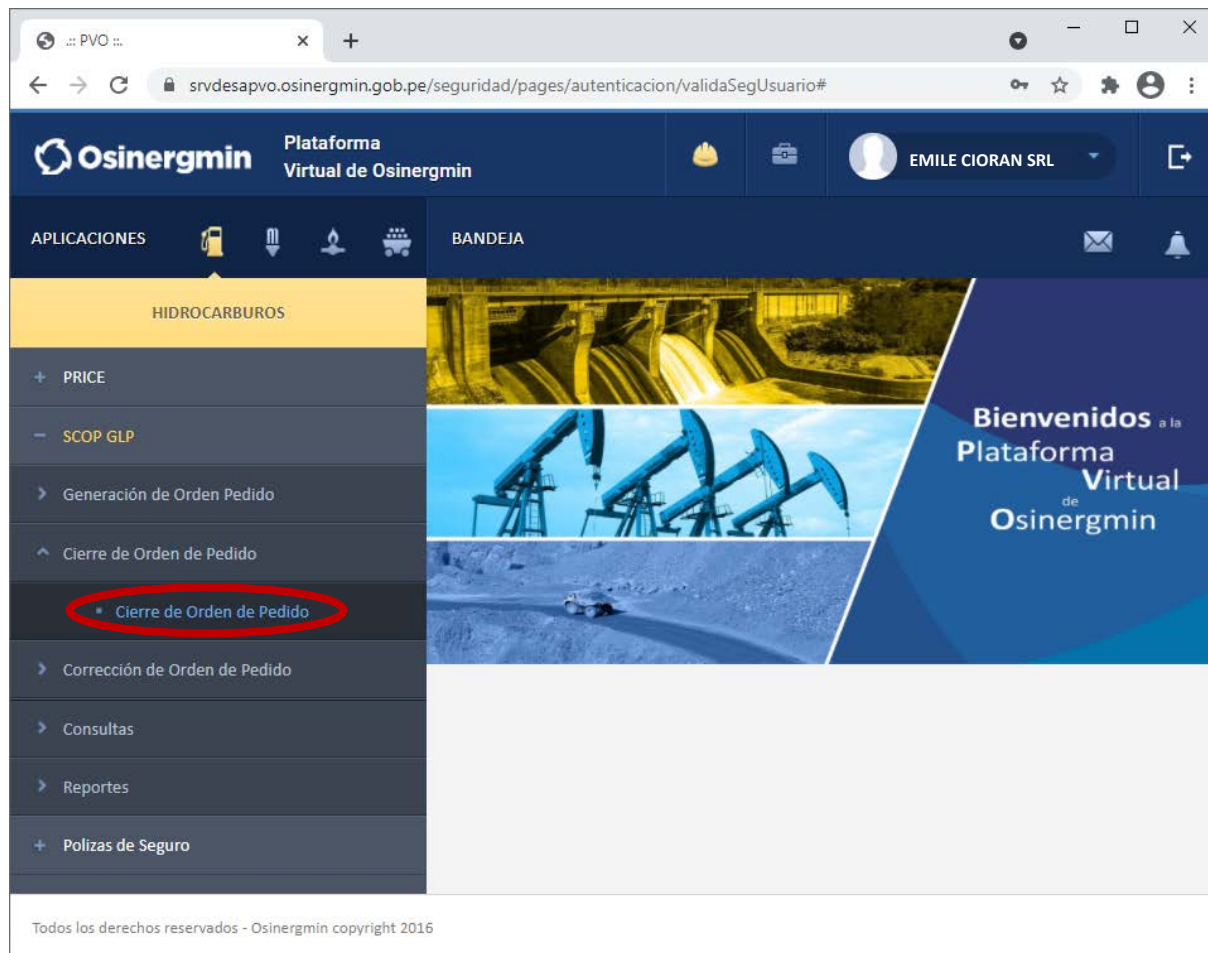 .:: PVO ::.
srvdesapvo.osinergmin.gob.pe/seguridad/pages/autenticacion/validaSegUsuario#
Osinergmin
Plataforma
Virtual de Osinergmin
EMILE CIORAN SRL
APLICACIONES
BANDEJA
HIDROCARBUROS
+ PRICE
− SCOP GLP
Generación de Orden Pedido
Cierre de Orden de Pedido
Cierre de Orden de Pedido
Corrección de Orden de Pedido
Consultas
Reportes
+ Polizas de Seguro
Bienvenidos a la
Plataforma
Virtual
de
Osinergmin
Todos los derechos reservados - Osinergmin copyright 2016